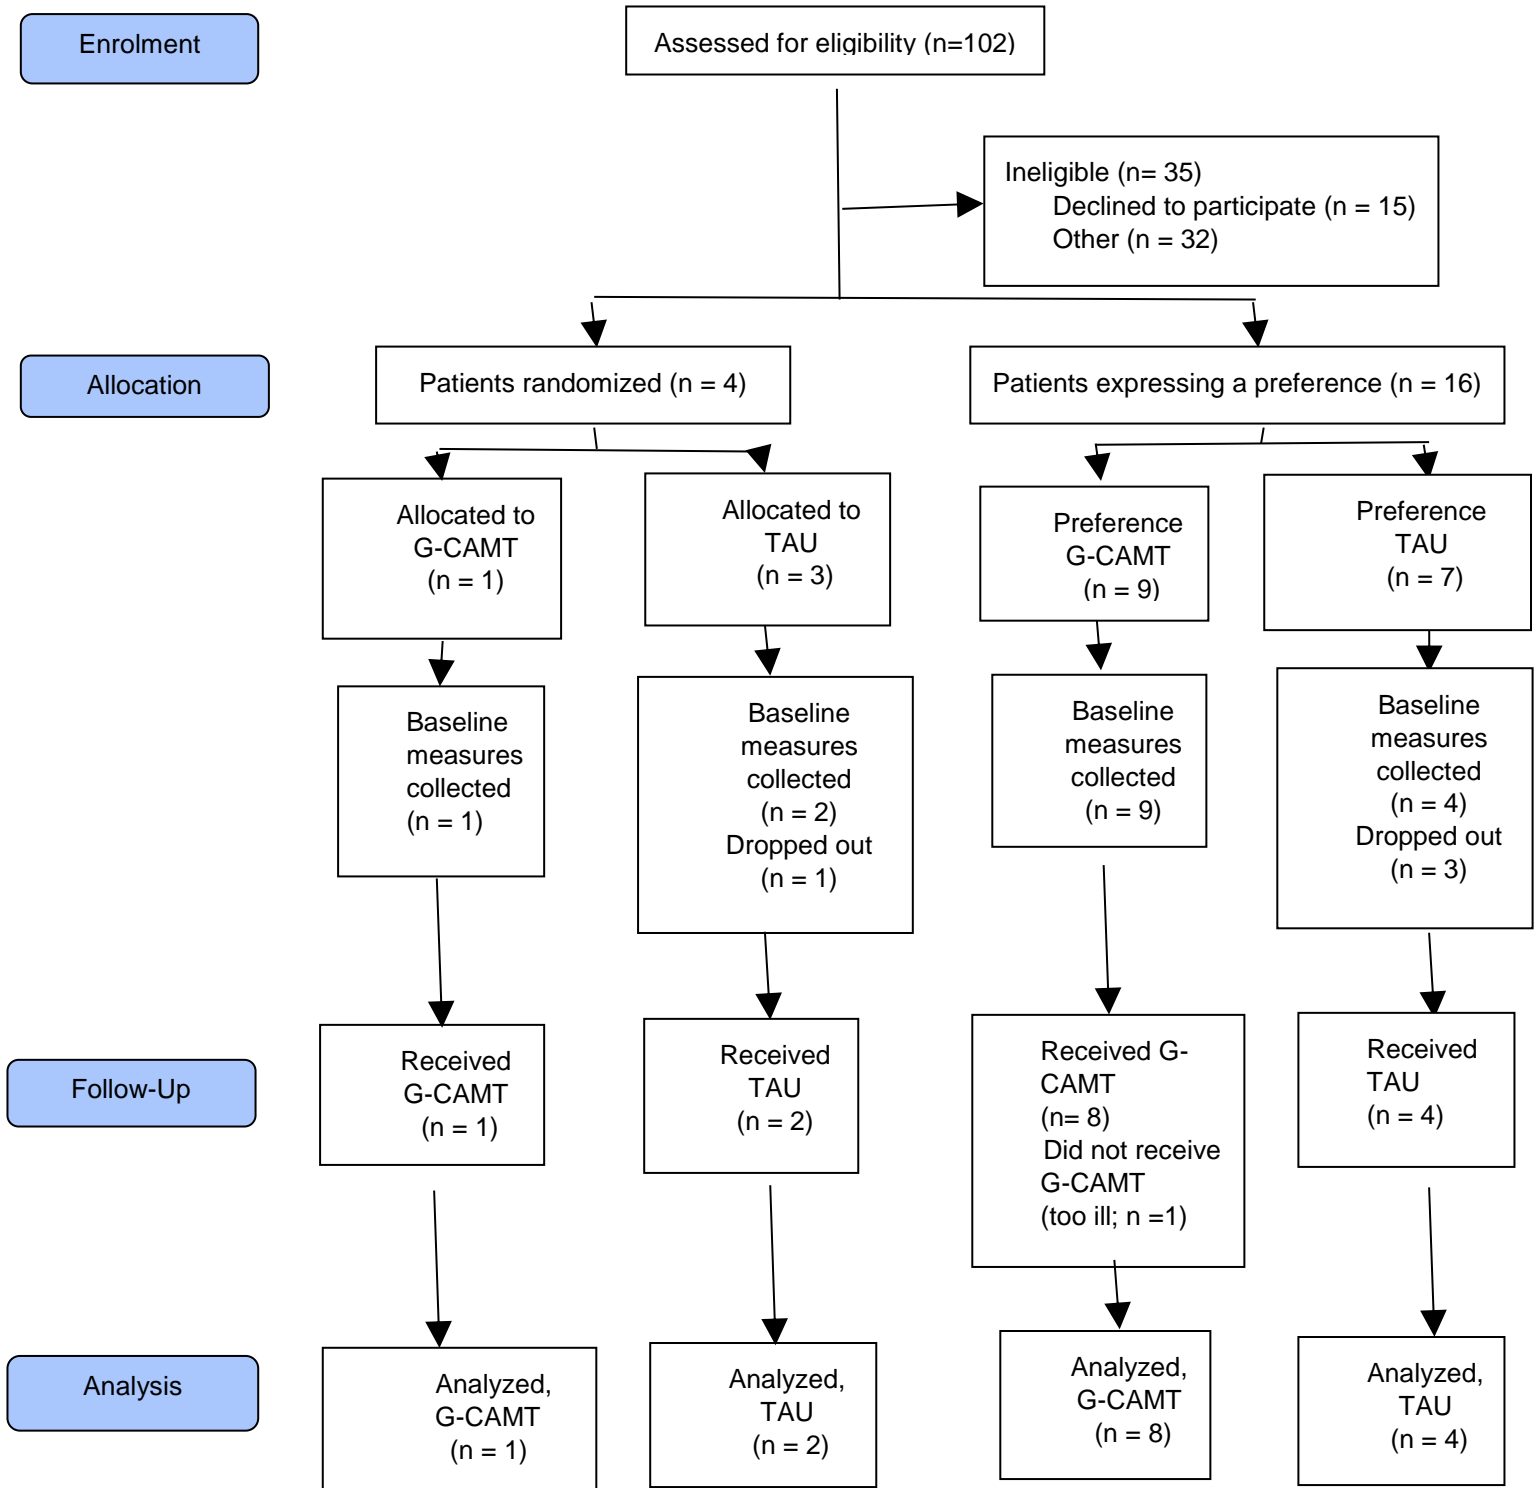 Enrolment
Assessed for eligibility (n=102)
Ineligible (n= 35)
Declined to participate (n = 15)
Other (n = 32)
Allocation
Patients randomized (n = 4)
Patients expressing a preference (n = 16)
Allocated to
G-CAMT
(n = 1)
Allocated to
TAU
(n = 3)
Preference
G-CAMT
(n = 9)
Preference
TAU
(n = 7)
Baseline
measures
collected
(n = 1)
Baseline
measures
collected
(n = 2)
Dropped out
(n = 1)
Baseline
measures
collected
(n = 9)
Baseline
measures
collected
(n = 4)
Dropped out
(n = 3)
Follow-Up
Received
G-CAMT
(n = 1)
Received
TAU
(n = 2)
Received G-
CAMT
(n= 8)
Did not receive
G-CAMT
(too ill; n =1)
Received
TAU
(n = 4)
Analysis
Analyzed,
G-CAMT
(n = 1)
Analyzed,
TAU
(n = 2)
Analyzed,
G-CAMT
(n = 8)
Analyzed,
TAU
(n = 4)